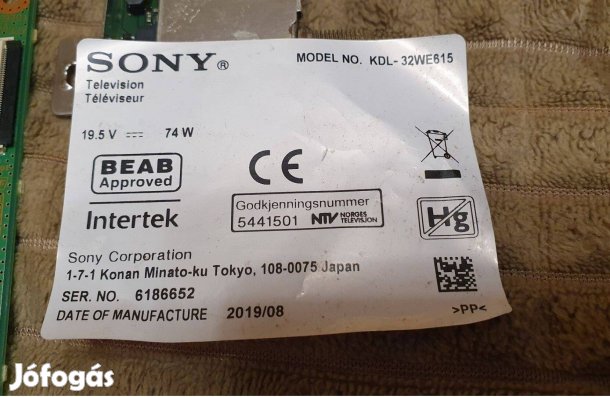 SONY®
MODEL NO. KDL-32WE615
Television
Téléviseur
19.5 V ⎓ 74 W
BEAB
Approved
CE
Intertek
Godkjenningsnummer
5441501 NTV NORGES
TELEVISJON
Hg
Sony Corporation
1-7-1 Konan Minato-ku Tokyo, 108-0075 Japan
SER. NO. 6186652
DATE OF MANUFACTURE 2019/08
>PP<
Jófogás